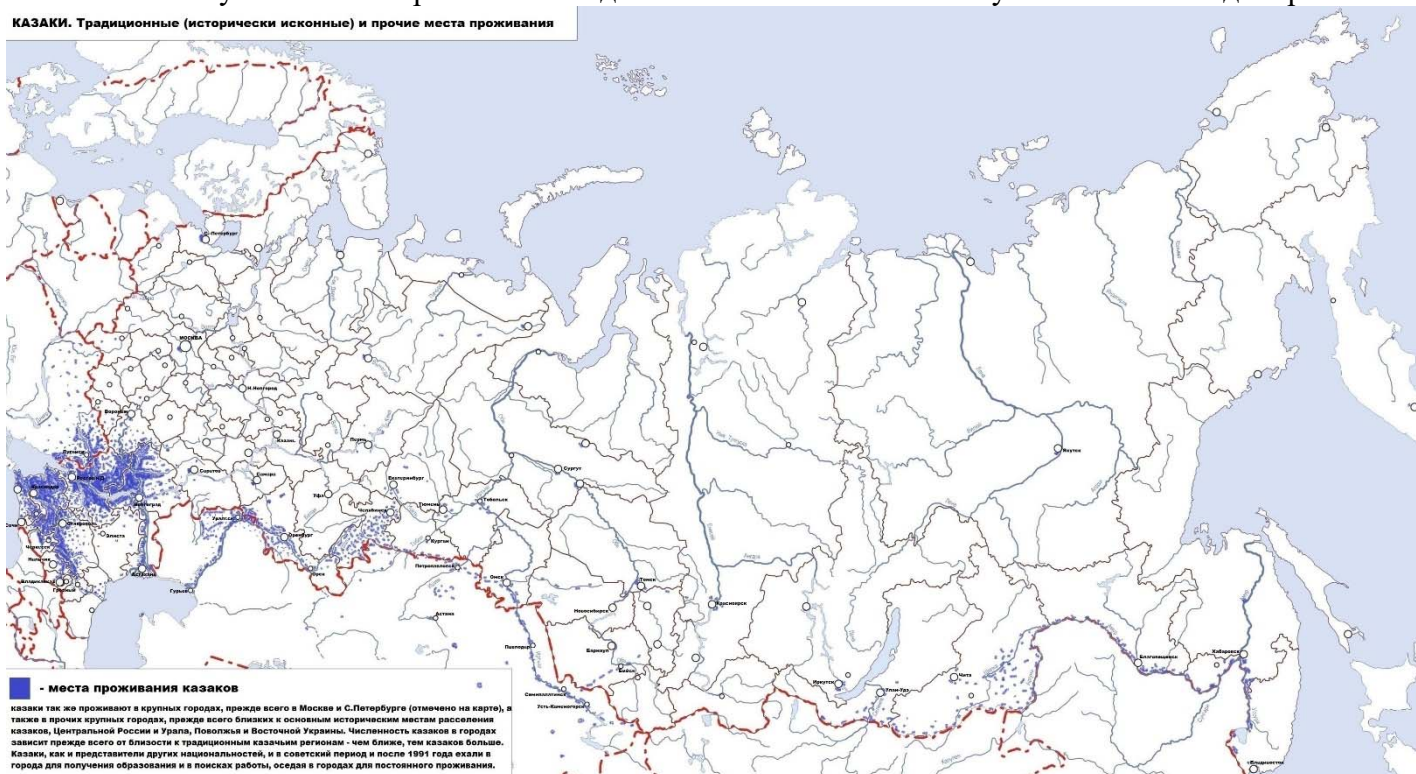 КАЗАКИ. Традиционные (исторически исконные) и прочие места проживания
С.-Петербург
МОСКВА
Н.Новгород
Воронеж
Казань
Пермь
Луганск
Саратов
Самара
Екатеринбург
Сургут
Якутск
Уфа
Челябинск
Тюмень
Тобольск
Волгоград
Уральск
Оренбург
Курган
Элиста
Орск
Петропавловск
Омск
Томск
Красноярск
Новосибирск
Астрахань
Гурьев
Астана
Грозный
Павлодар
Барнаул
Бийск
Иркутск
Улан-Удэ
Чита
Благовещенск
Хабаровск
Семипалатинск
Усть-Каменогорск
Владивосток
- места проживания казаков
казаки так же проживают в крупных городах, прежде всего в Москве и С.Петербурге (отмечено на карте), а
также в прочих крупных городах, прежде всего близких к основным историческим местам расселения
казаков, Центральной России и Урала, Поволжья и Восточной Украины. Численность казаков в городах
зависит прежде всего от близости к традиционным казачьим регионам - чем ближе, тем казаков больше.
Казаки, как и представители других национальностей, и в советский период и после 1991 года ехали в
города для получения образования и в поисках работы, оседая в городах для постоянного проживания.